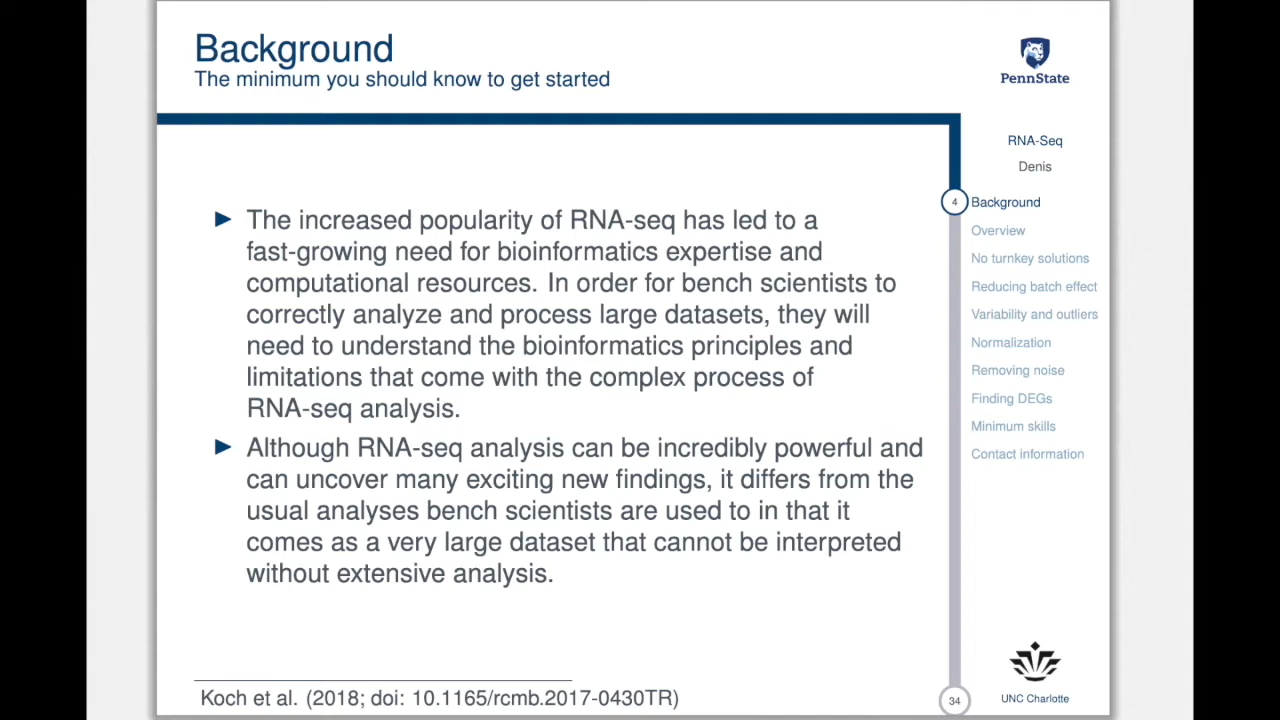 Background
The minimum you should know to get started
PennState
RNA-Seq
Denis
4
Background
Overview
No turnkey solutions
Reducing batch effect
Variability and outliers
Normalization
Removing noise
Finding DEGs
Minimum skills
Contact information
The increased popularity of RNA-seq has led to a
fast-growing need for bioinformatics expertise and
computational resources. In order for bench scientists to
correctly analyze and process large datasets, they will
need to understand the bioinformatics principles and
limitations that come with the complex process of
RNA-seq analysis.
Although RNA-seq analysis can be incredibly powerful and
can uncover many exciting new findings, it differs from the
usual analyses bench scientists are used to in that it
comes as a very large dataset that cannot be interpreted
without extensive analysis.
Koch et al. (2018; doi: 10.1165/rcmb.2017-0430TR)
34
UNC Charlotte